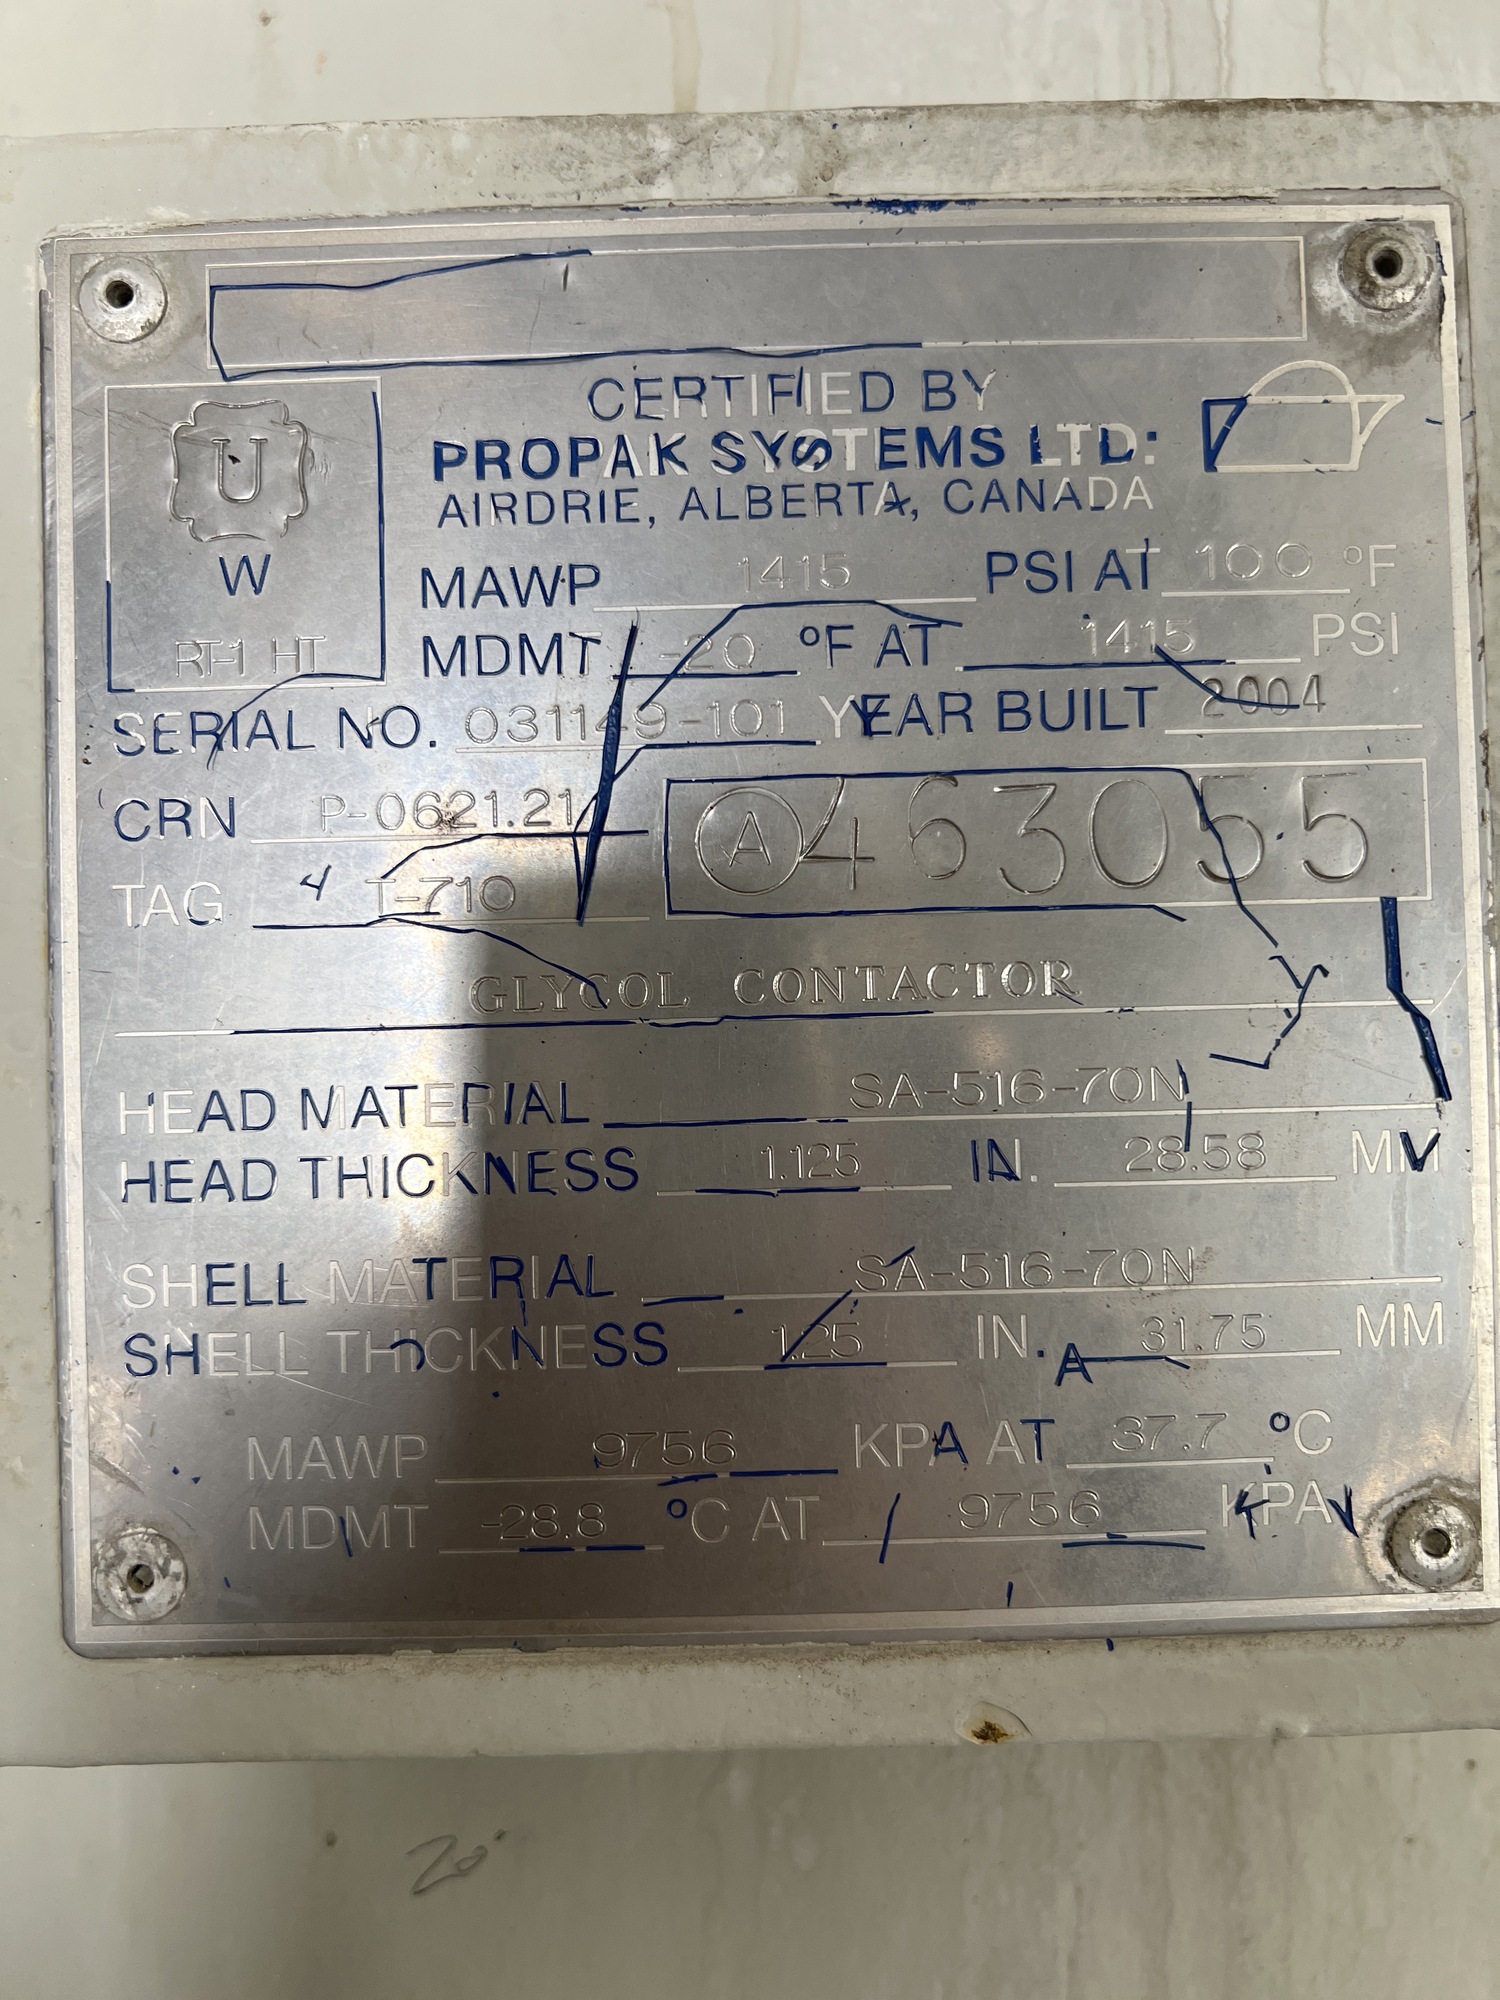 CERTIFIED BY
PROPAK SYSTEMS LTD.
AIRDRIE, ALBERTA, CANADA
U
W
RT-1 HT
MAWP 1415 PSI AT 100 °F
MDMT -20 °F AT 1415 PSI
SERIAL NO. 031149-101 YEAR BUILT 2004
CRN P-0621.21
A 463055
TAG T-710
GLYCOL CONTACTOR
HEAD MATERIAL SA-516-70N
HEAD THICKNESS 1.125 IN. 28.58 MM
SHELL MATERIAL SA-516-70N
SHELL THICKNESS 1.25 IN. 31.75 MM
MAWP 9756 KPA AT 37.7 °C
MDMT -28.8 °C AT 9756 KPA
20